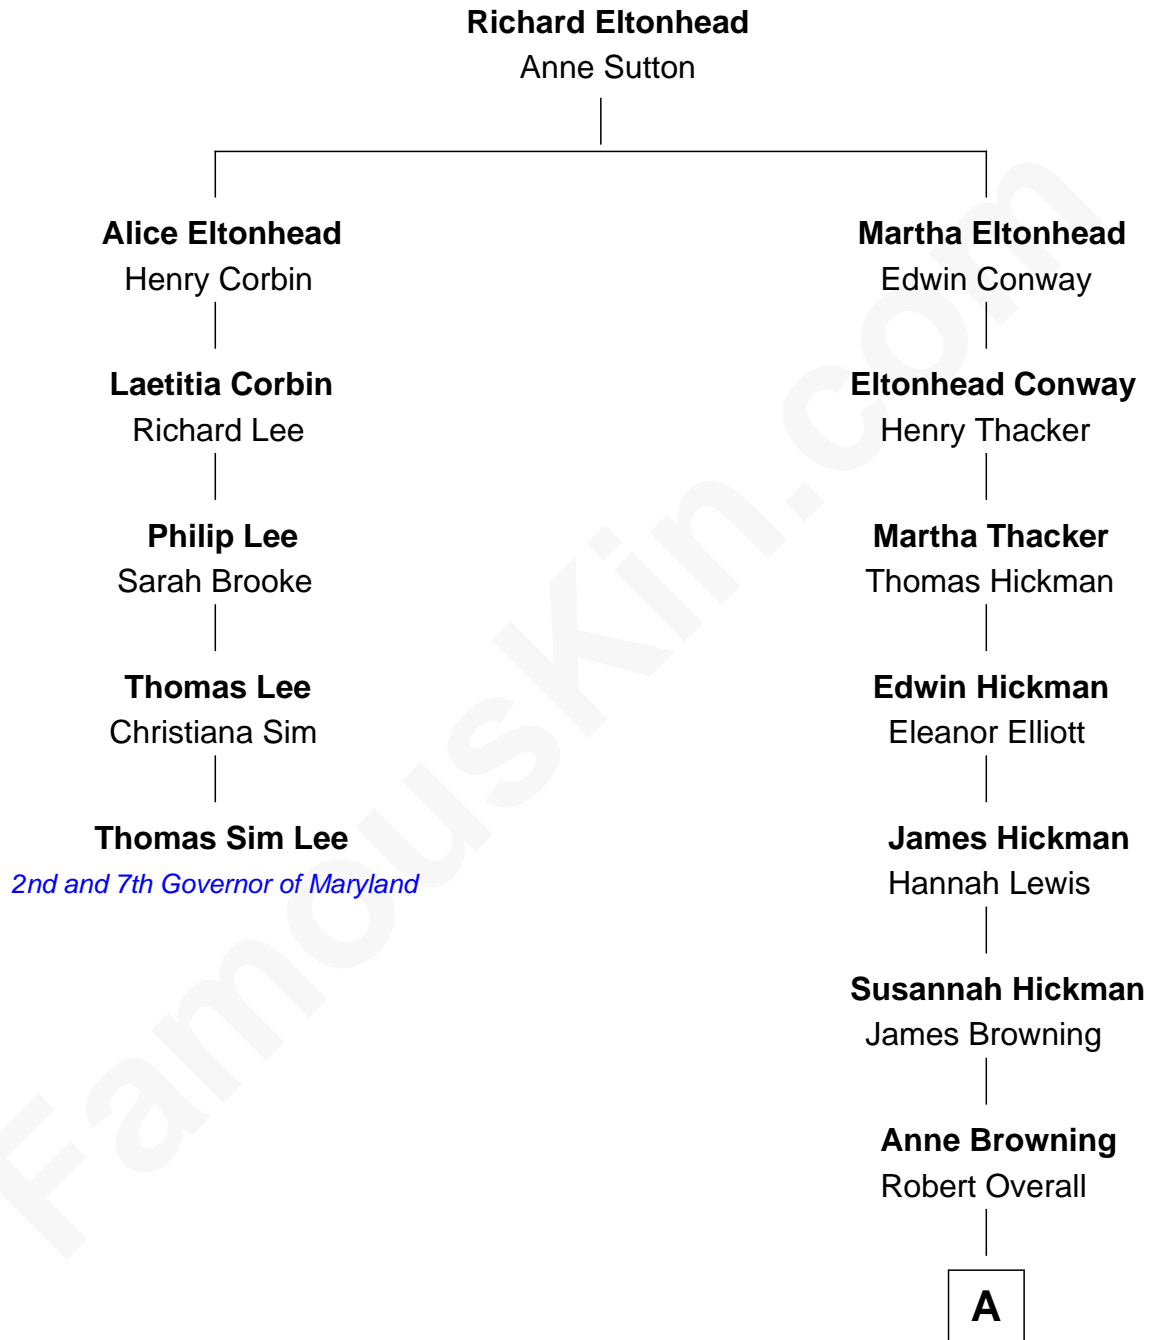 Richard Eltonhead
Anne Sutton
Alice Eltonhead
Henry Corbin
Laetitia Corbin
Richard Lee
Philip Lee
Sarah Brooke
Thomas Lee
Christiana Sim
Thomas Sim Lee
2nd and 7th Governor of Maryland
Martha Eltonhead
Edwin Conway
Eltonhead Conway
Henry Thacker
Martha Thacker
Thomas Hickman
Edwin Hickman
Eleanor Elliott
James Hickman
Hannah Lewis
Susannah Hickman
James Browning
Anne Browning
Robert Overall
A
FamousKin.com